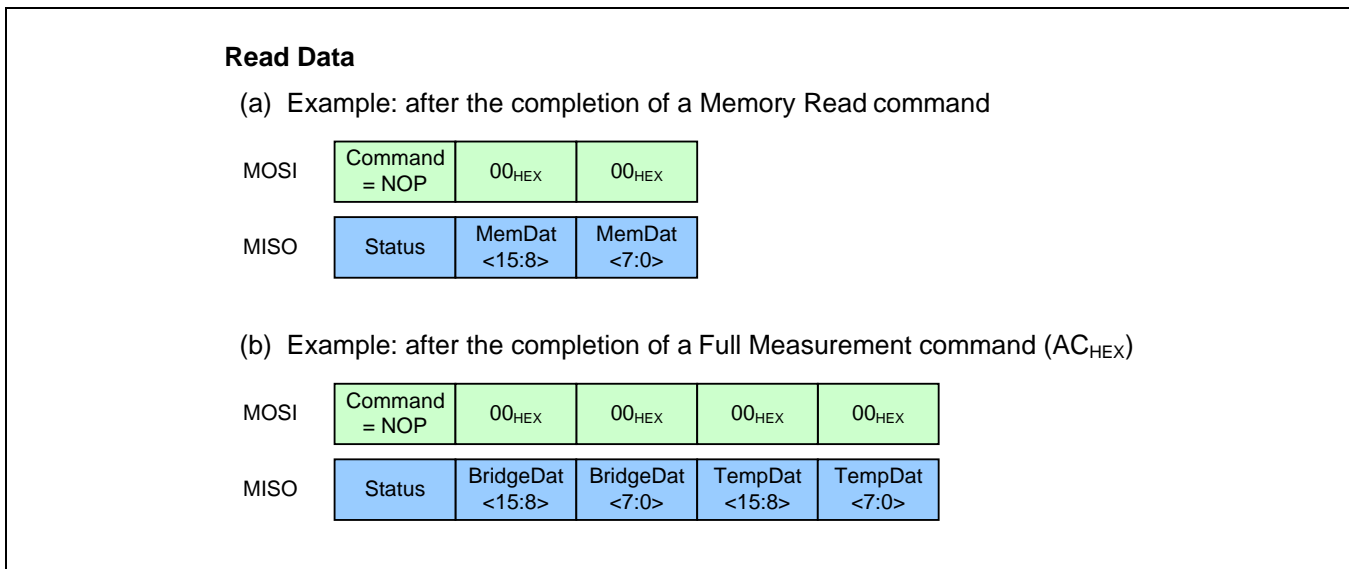 Read Data
(a) Example: after the completion of a Memory Read command
MOSI
Command
= NOP
00HEX
00HEX
MISO
Status
MemDat
<15:8>
MemDat
<7:0>
(b) Example: after the completion of a Full Measurement command (ACHEX)
MOSI
Command
= NOP
00HEX
00HEX
00HEX
00HEX
MISO
Status
BridgeDat
<15:8>
BridgeDat
<7:0>
TempDat
<15:8>
TempDat
<7:0>